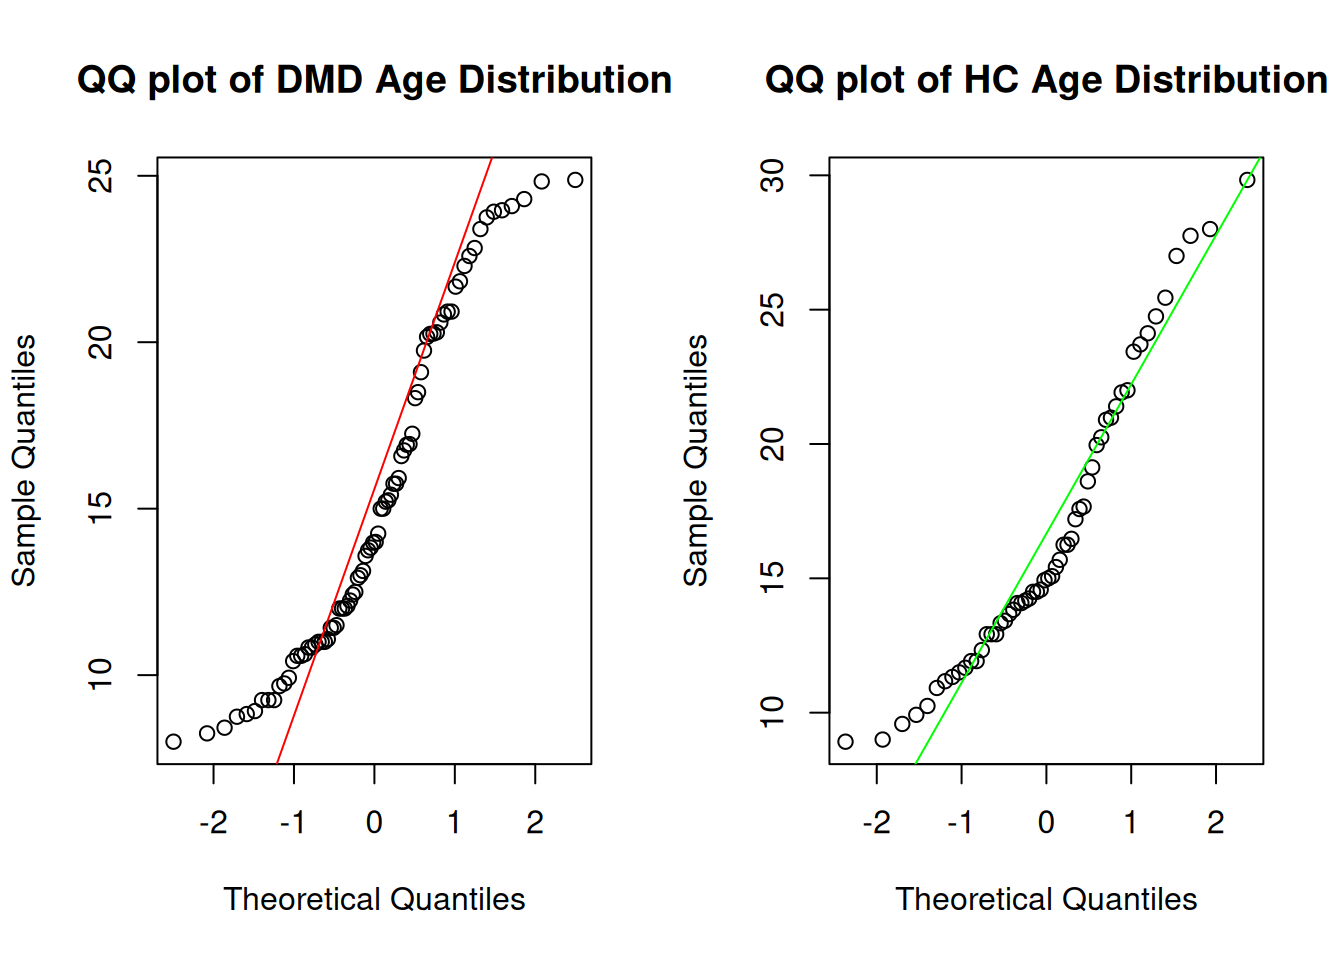 QQ plot of DMD Age Distribution
25
20
15
10
Sample Quantiles
-2 -1 0 1 2
Theoretical Quantiles
QQ plot of HC Age Distribution
30
25
20
15
10
Sample Quantiles
-2 -1 0 1 2
Theoretical Quantiles